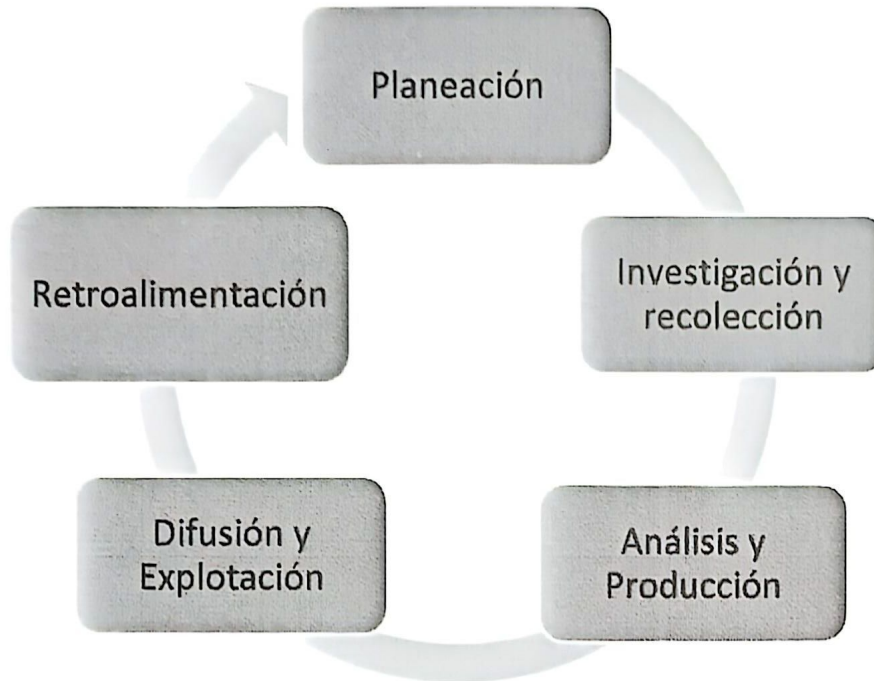 Planeación
Investigación y
recolección
Análisis y
Producción
Difusión y
Explotación
Retroalimentación